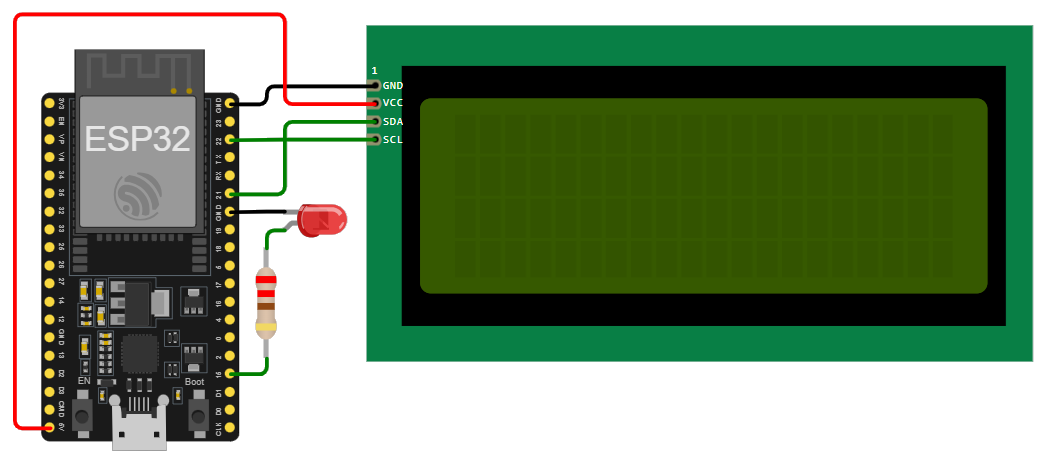 ESP32
3V3
EN
VP
VN
34
35
32
33
25
26
27
14
12
GND
13
D2
D3
CMD
5V
GND
23
22
TX
RX
21
GND
19
18
5
17
16
4
0
2
15
D1
D0
CLK
EN
Boot
1
GND
VCC
SDA
SCL